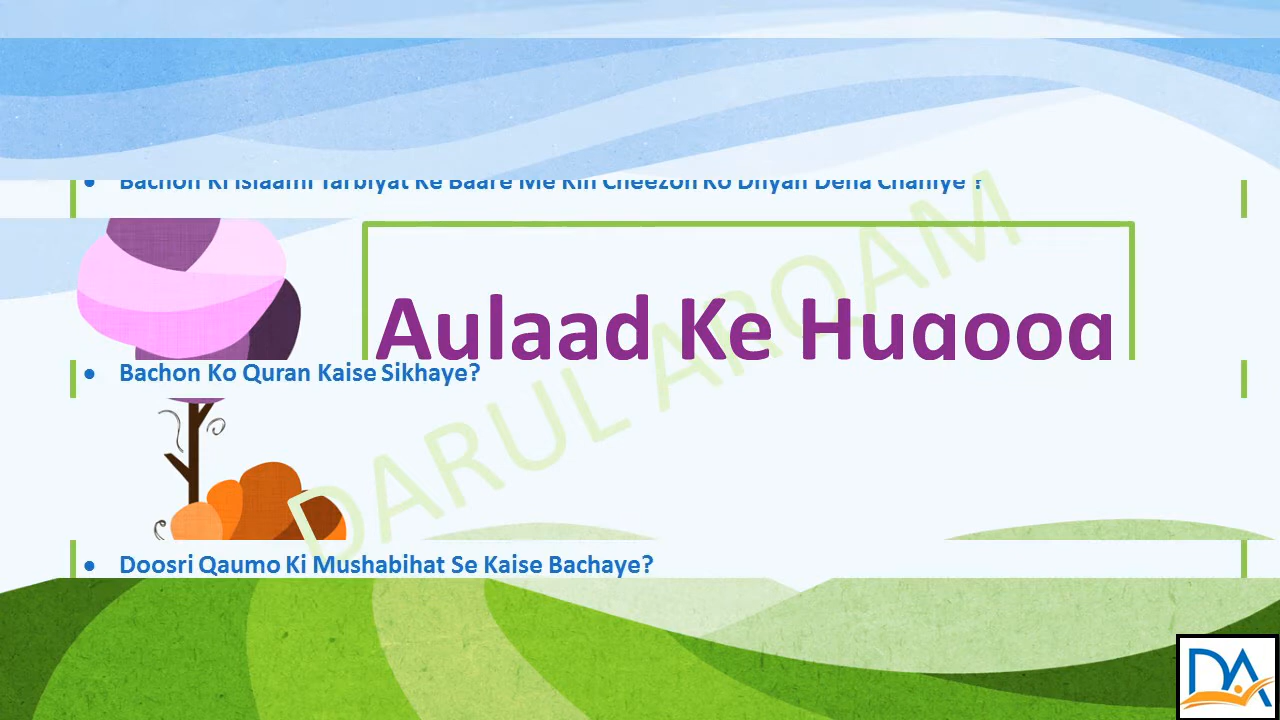 • Bachon Ki Islaami Tarbiyat Ke Baare Me Kin Cheezon Ko Dhyan Dena Chahiye ?
Aulaad Ke Huqooq
• Bachon Ko Quran Kaise Sikhaye?
DARUL ARQAM
• Doosri Qaumo Ki Mushabihat Se Kaise Bachaye?
DA